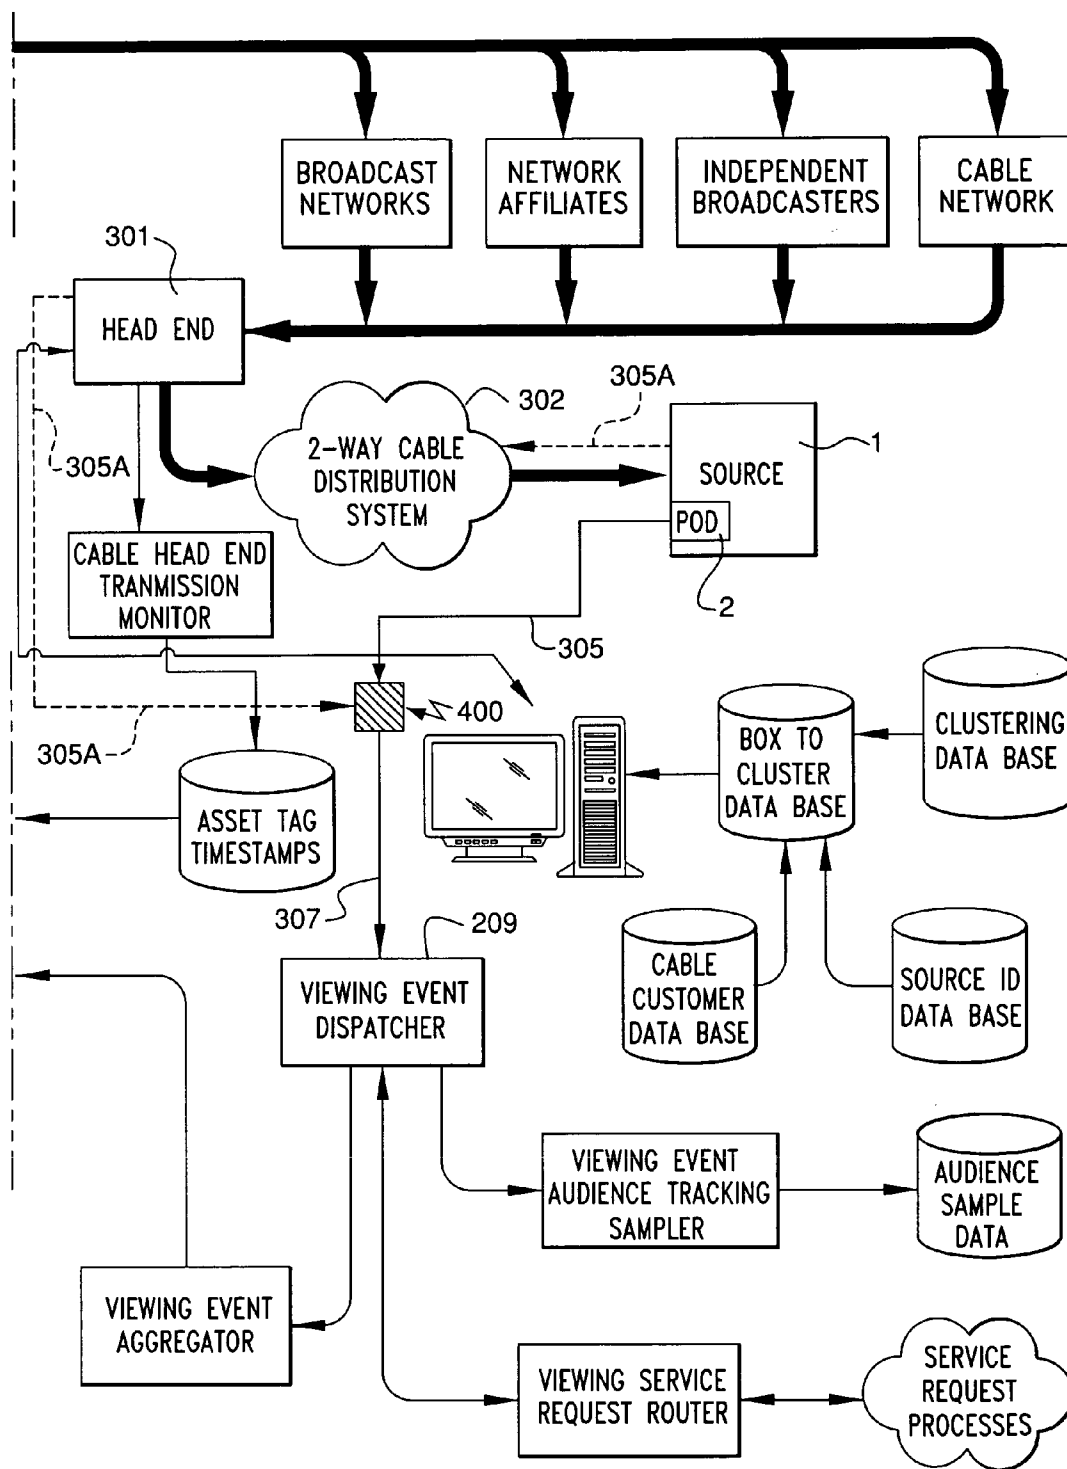 BROADCAST
NETWORKS
NETWORK
AFFILIATES
INDEPENDENT
BROADCASTERS
CABLE
NETWORK
301
HEAD END
305A
302
2-WAY CABLE
DISTRIBUTION
SYSTEM
305A
SOURCE
1
POD
2
CABLE HEAD END
TRANMISSION
MONITOR
305
305A
400
ASSET TAG
TIMESTAMPS
BOX TO
CLUSTER
DATA BASE
CLUSTERING
DATA BASE
307
209
VIEWING EVENT
DISPATCHER
CABLE
CUSTOMER
DATA BASE
SOURCE ID
DATA BASE
VIEWING EVENT
AUDIENCE TRACKING
SAMPLER
AUDIENCE
SAMPLE
DATA
VIEWING EVENT
AGGREGATOR
VIEWING SERVICE
REQUEST ROUTER
SERVICE
REQUEST
PROCESSES